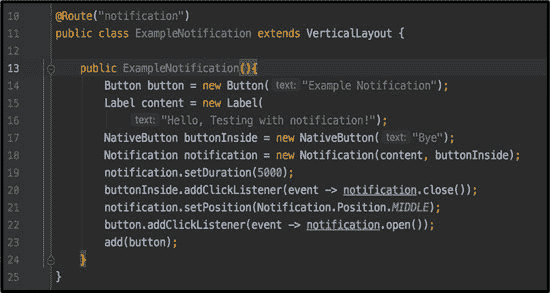 10 @Route("notification")
11 public class ExampleNotification extends VerticalLayout {
12
13 public ExampleNotification(){
14 Button button = new Button( text: "Example Notification");
15 Label content = new Label(
16 text: "Hello, Testing with notification!");
17 NativeButton buttonInside = new NativeButton( text: "Bye");
18 Notification notification = new Notification(content, buttonInside);
19 notification.setDuration(5000);
20 buttonInside.addClickListener(event -> notification.close());
21 notification.setPosition(Notification.Position.MIDDLE);
22 button.addClickListener(event -> notification.open());
23 add(button);
24 }
25 }